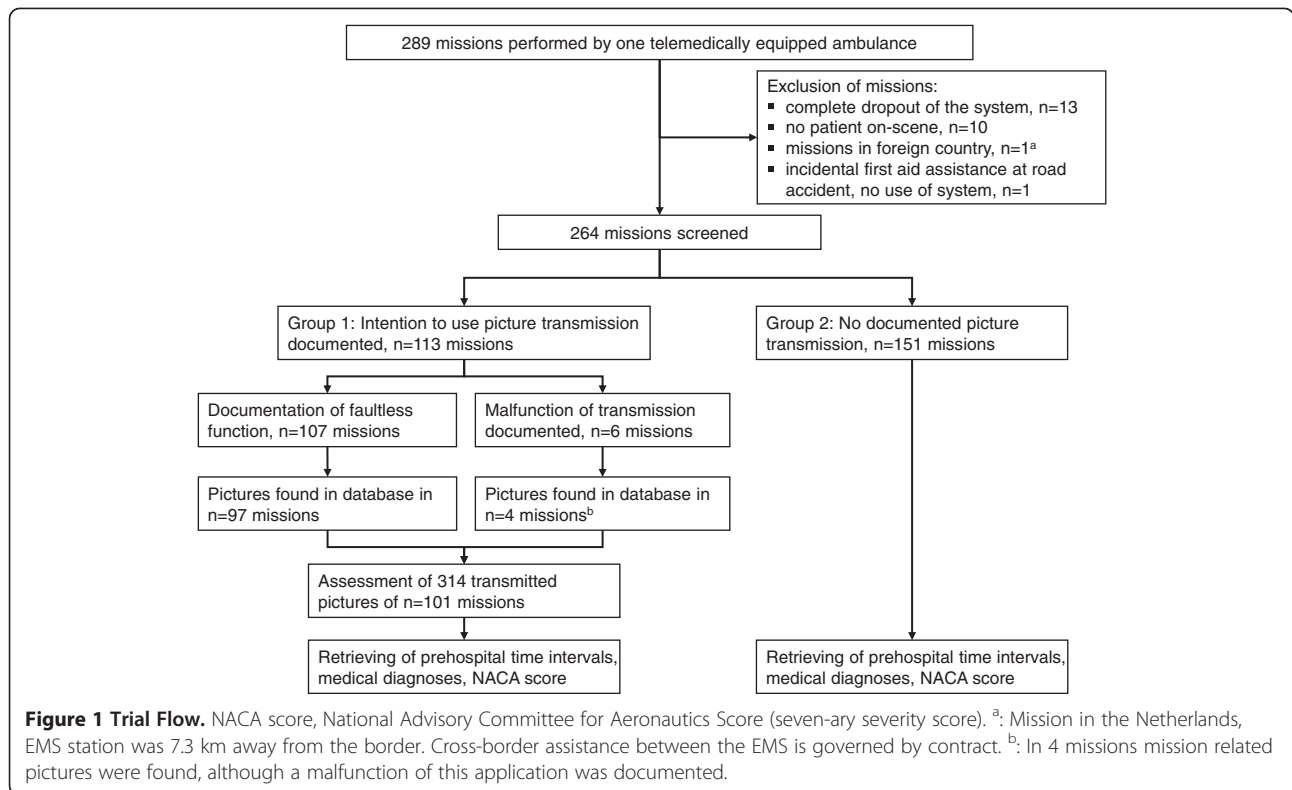 289 missions performed by one telemedically equipped ambulance
Exclusion of missions:
▪ complete dropout of the system, n=13
▪ no patient on-scene, n=10
▪ missions in foreign country, n=1a
▪ incidental first aid assistance at road
accident, no use of system, n=1
264 missions screened
Group 1: Intention to use picture transmission
documented, n=113 missions
Group 2: No documented picture
transmission, n=151 missions
Documentation of faultless
function, n=107 missions
Malfunction of transmission
documented, n=6 missions
Pictures found in database in
n=97 missions
Pictures found in database in
n=4 missionsb
Assessment of 314 transmitted
pictures of n=101 missions
Retrieving of prehospital time intervals,
medical diagnoses, NACA score
Retrieving of prehospital time intervals,
medical diagnoses, NACA score
Figure 1 Trial Flow. NACA score, National Advisory Committee for Aeronautics Score (seven-ary severity score). a: Mission in the Netherlands,
EMS station was 7.3 km away from the border. Cross-border assistance between the EMS is governed by contract. b: In 4 missions mission related
pictures were found, although a malfunction of this application was documented.